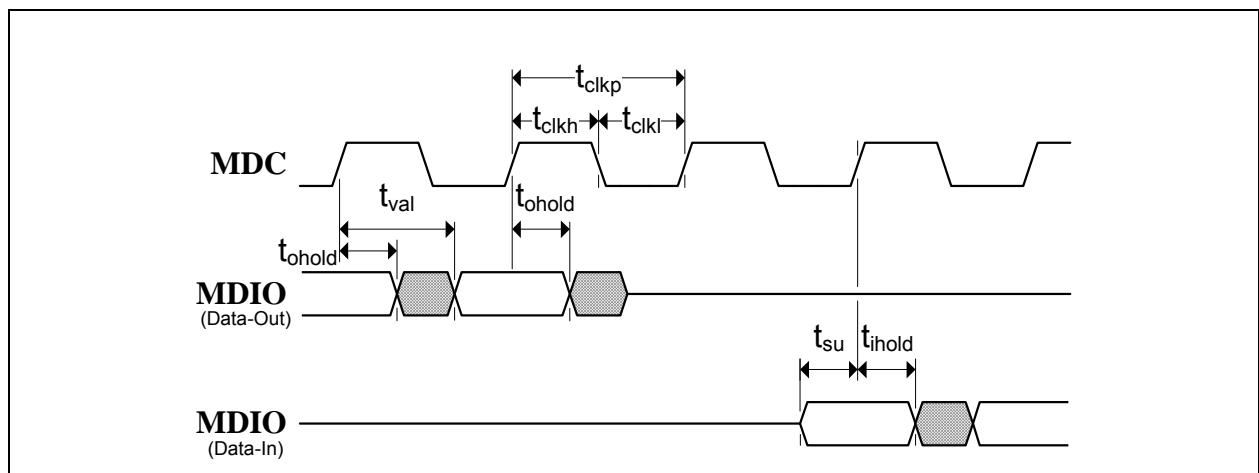 tclkp
tclkh tclkl
MDC
tval tohold
tohold
MDIO
(Data-Out)
tsu tihold
MDIO
(Data-In)